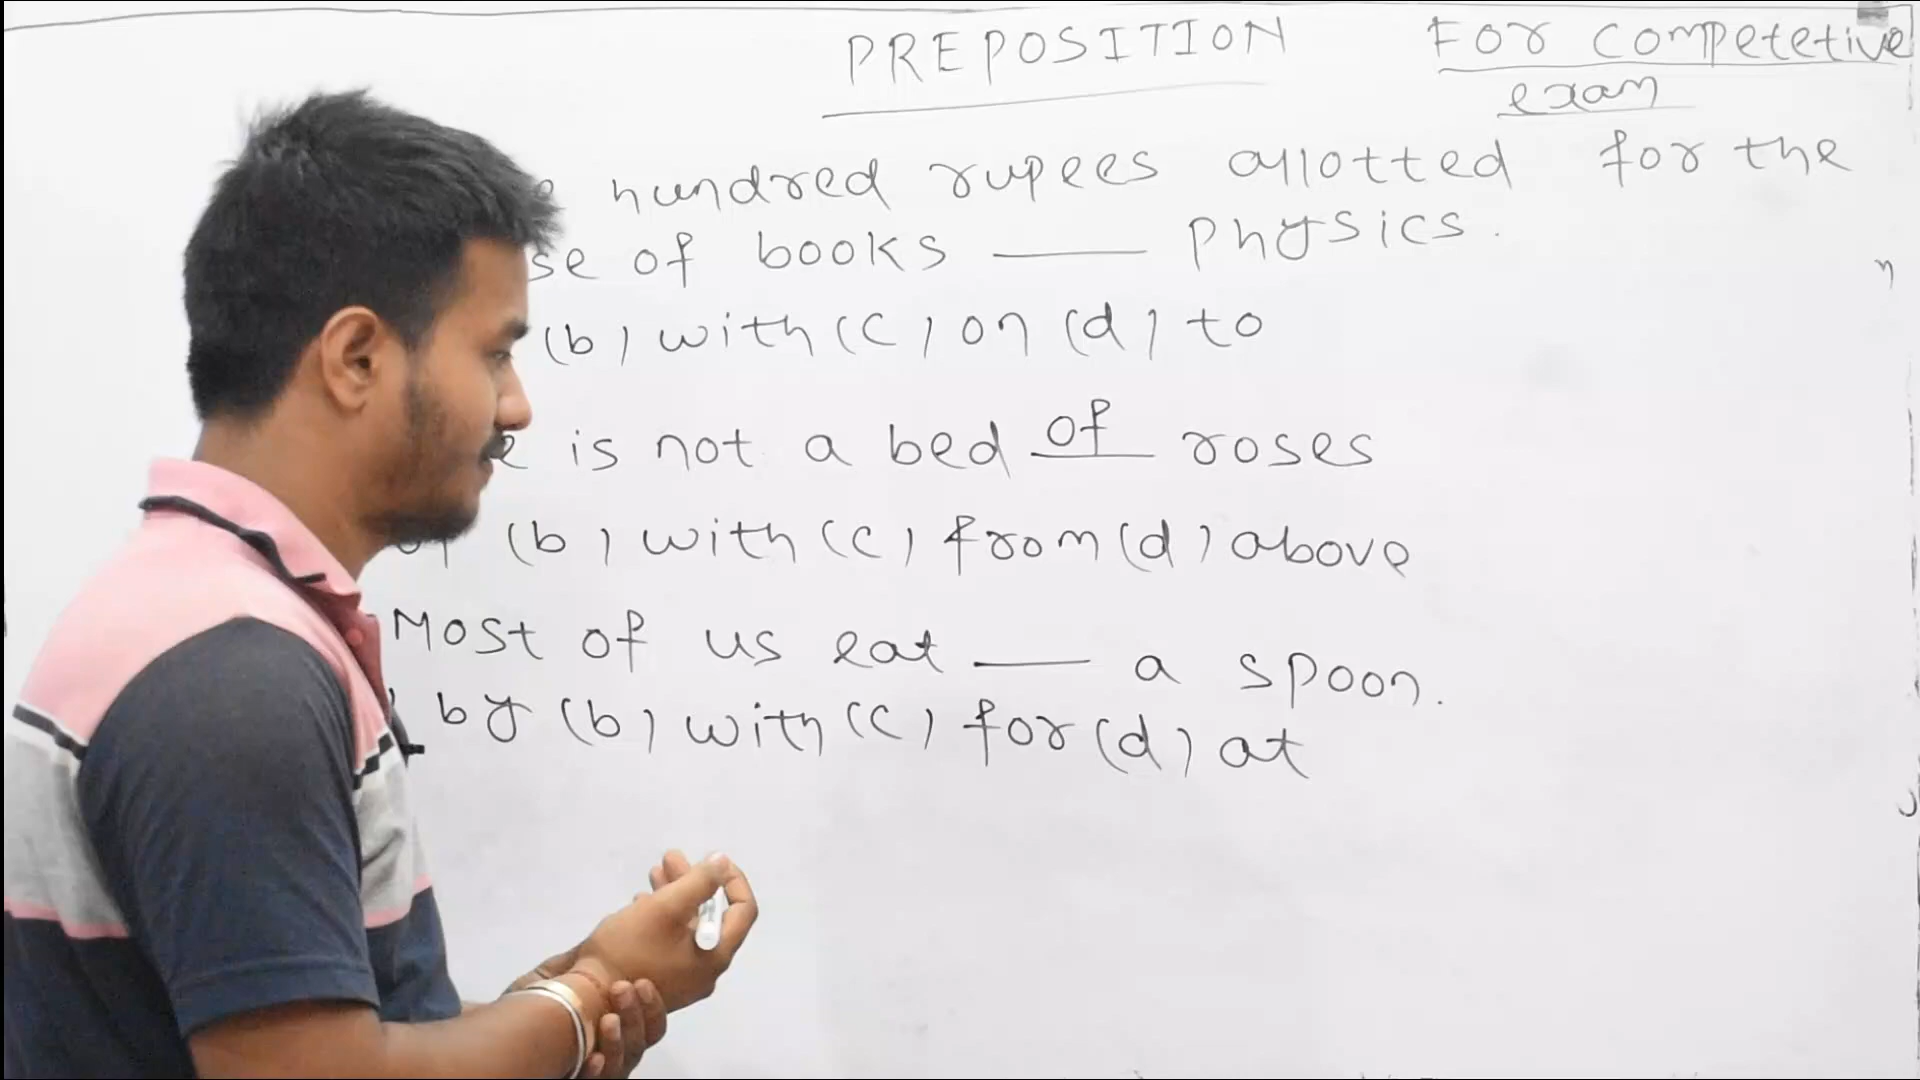 PREPOSITION
For competetive
exam
hundred rupees allotted for the
of books ___ Physics.
(b) with (c) on (d) to
is not a bed of roses
(b) with (c) from (d) above
Most of us eat ___ a spoon.
by (b) with (c) for (d) at